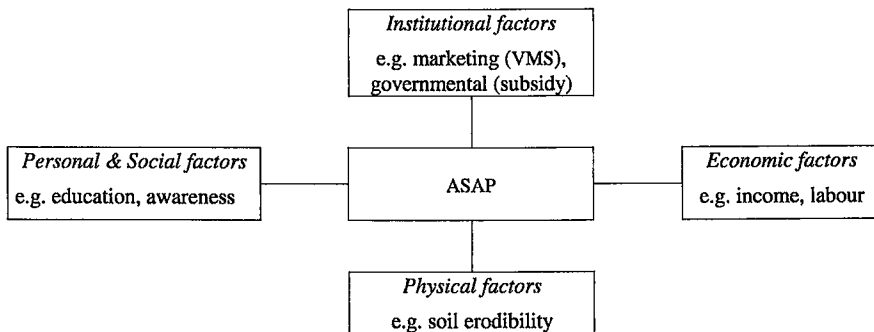 Institutional factors
e.g. marketing (VMS),
governmental (subsidy)
Personal & Social factors
e.g. education, awareness
ASAP
Economic factors
e.g. income, labour
Physical factors
e.g. soil erodibility